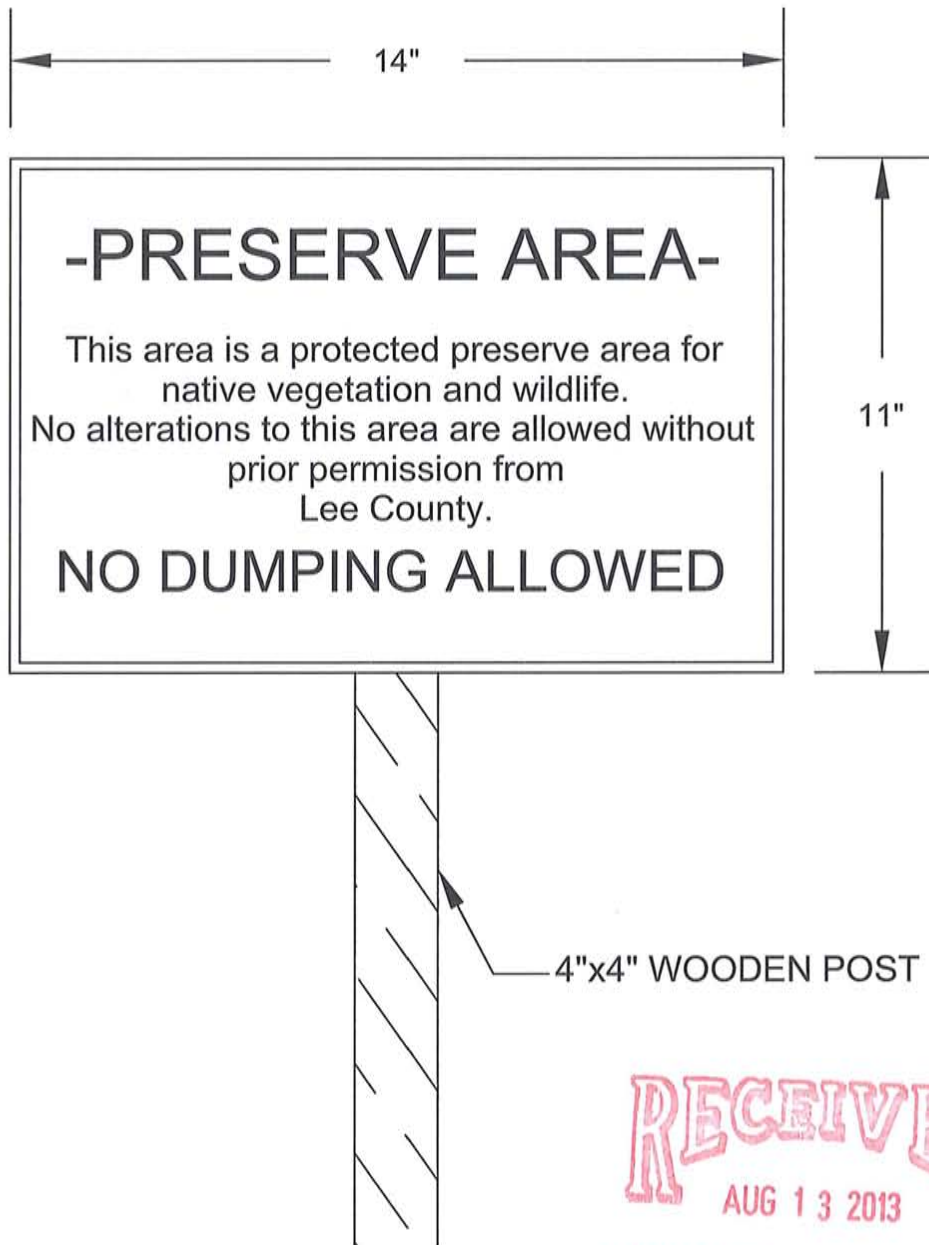 14"
-PRESERVE AREA-
This area is a protected preserve area for
native vegetation and wildlife.
No alterations to this area are allowed without
prior permission from
Lee County.
NO DUMPING ALLOWED
11"
4"x4" WOODEN POST
RECEIVE
AUG 13 2013